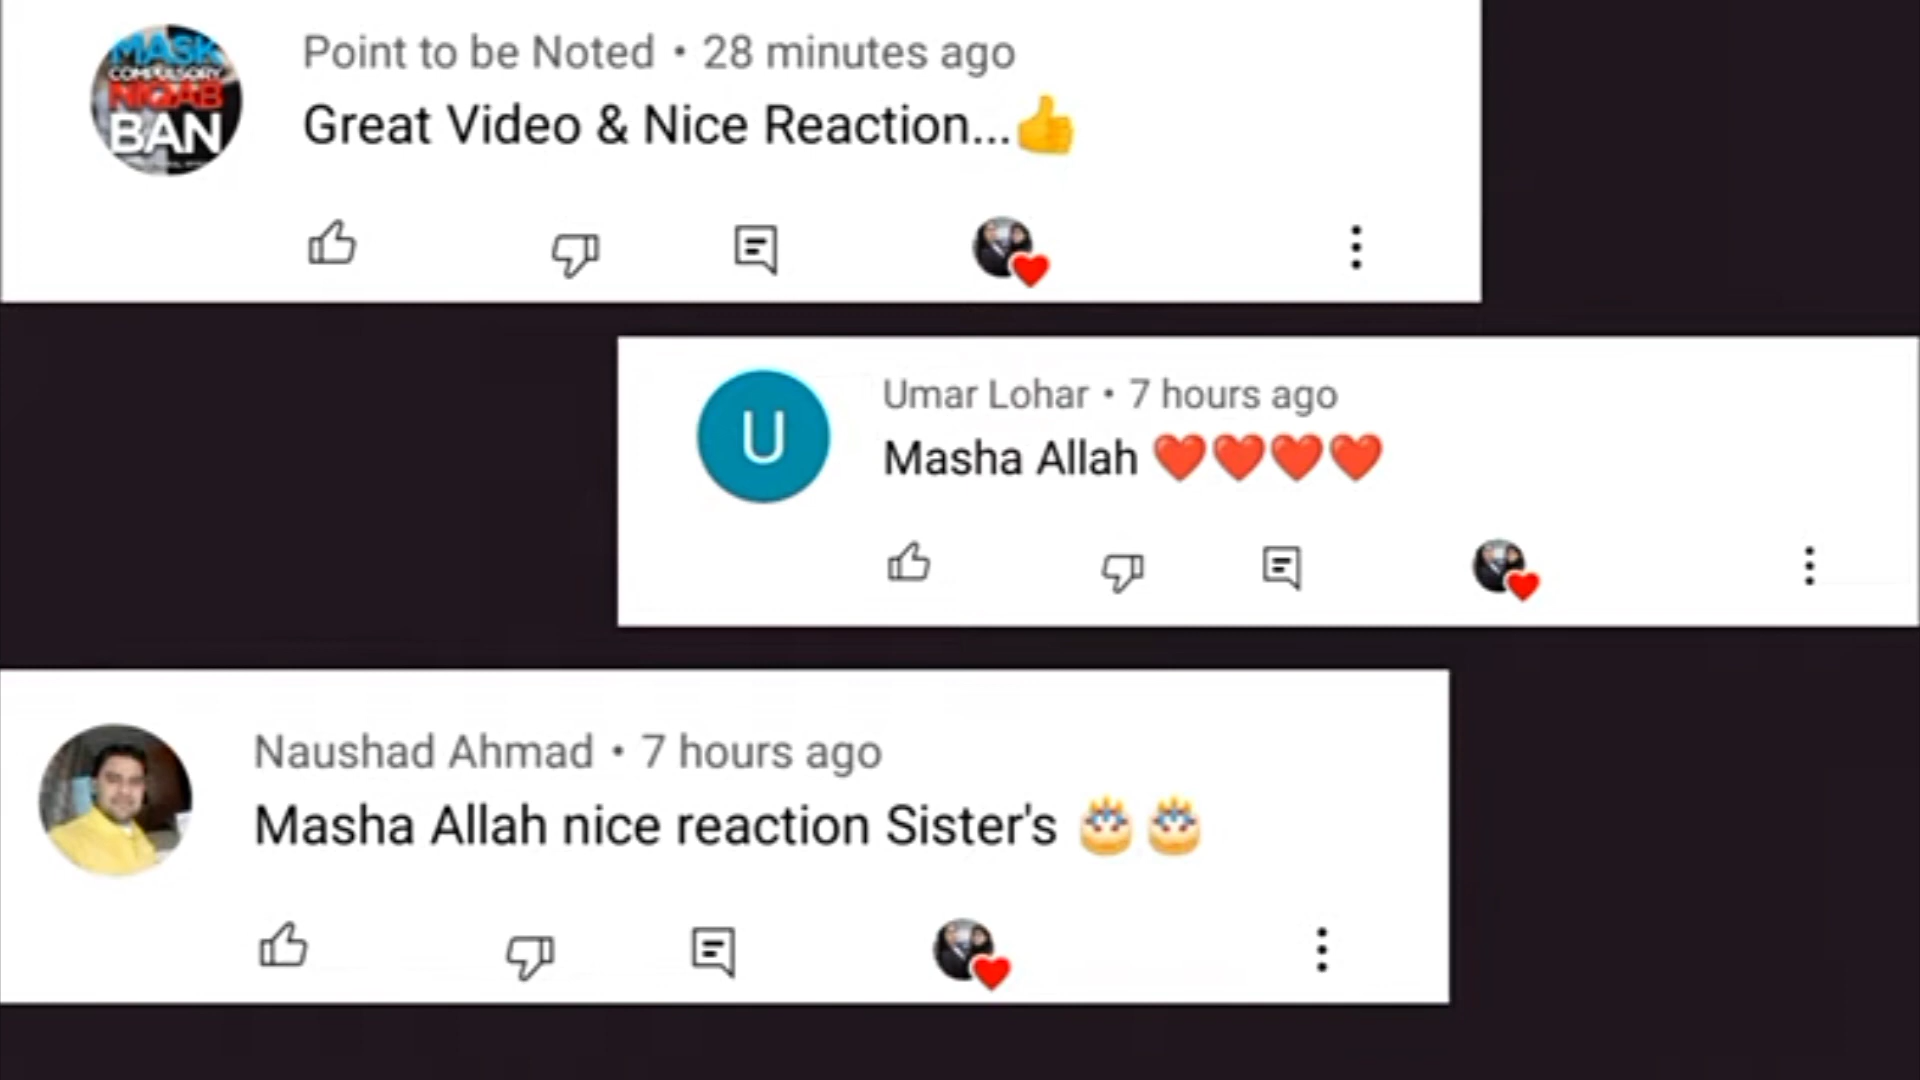 MASK
COMPULSORY
NIQAB
BAN
Point to be Noted • 28 minutes ago
Great Video & Nice Reaction...👍
U
Umar Lohar • 7 hours ago
Masha Allah ❤️❤️❤️❤️
Naushad Ahmad • 7 hours ago
Masha Allah nice reaction Sister's 🎂🎂